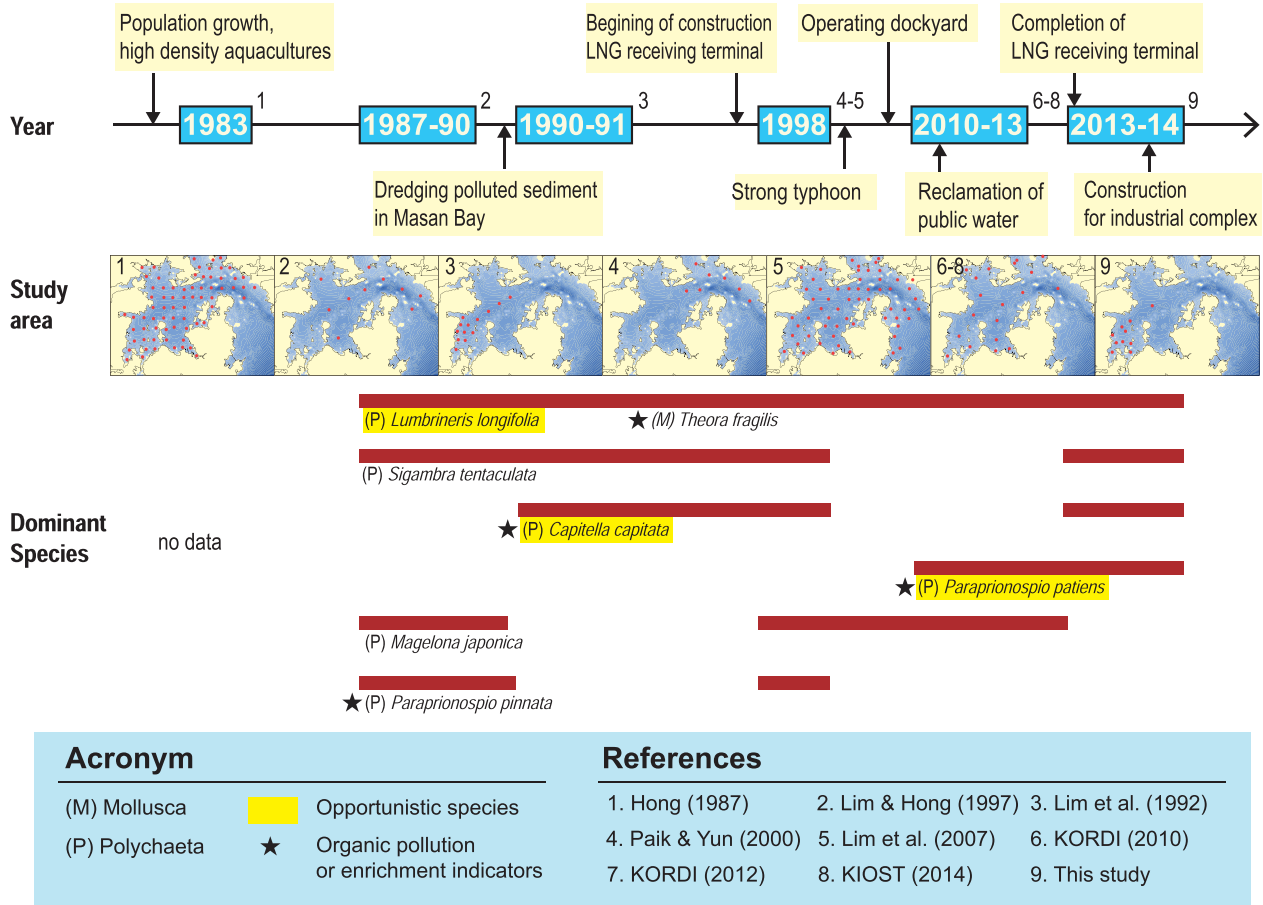 Population growth,
high density aquacultures
Begining of construction
LNG receiving terminal
Operating dockyard
Completion of
LNG receiving terminal
Year
1983
1
1987-90
2
1990-91
3
1998
4-5
2010-13
6-8
2013-14
9
Dredging polluted sediment
in Masan Bay
Strong typhoon
Reclamation of
public water
Construction
for industrial complex
Study
area
1
2
3
4
5
6-8
9
Dominant
Species
no data
(P) Lumbrineris longifolia
★ (M) Theora fragilis
(P) Sigambra tentaculata
★ (P) Capitella capitata
★ (P) Paraprionospio patiens
(P) Magelona japonica
★ (P) Paraprionospio pinnata
Acronym
(M) Mollusca
Opportunistic species
(P) Polychaeta
★ Organic pollution
or enrichment indicators
References
1. Hong (1987)
2. Lim & Hong (1997)
3. Lim et al. (1992)
4. Paik & Yun (2000)
5. Lim et al. (2007)
6. KORDI (2010)
7. KORDI (2012)
8. KIOST (2014)
9. This study